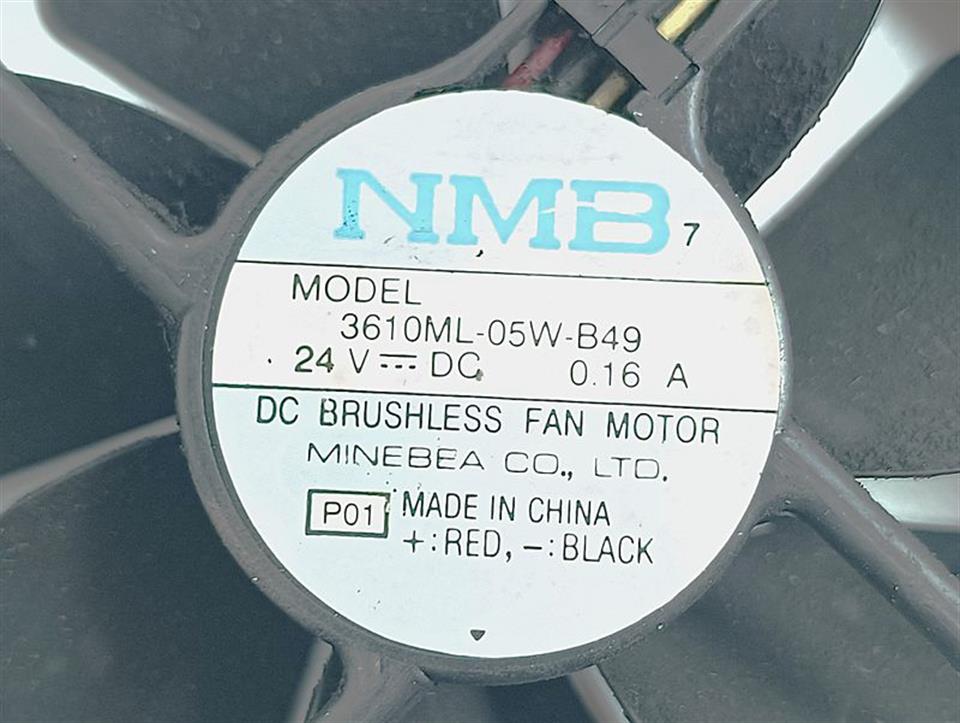 NMB 7
MODEL
3610ML-05W-B49
24 V ⎓ DC 0.16 A
DC BRUSHLESS FAN MOTOR
MINEBEA CO., LTD.
P01 MADE IN CHINA
+:RED, -:BLACK